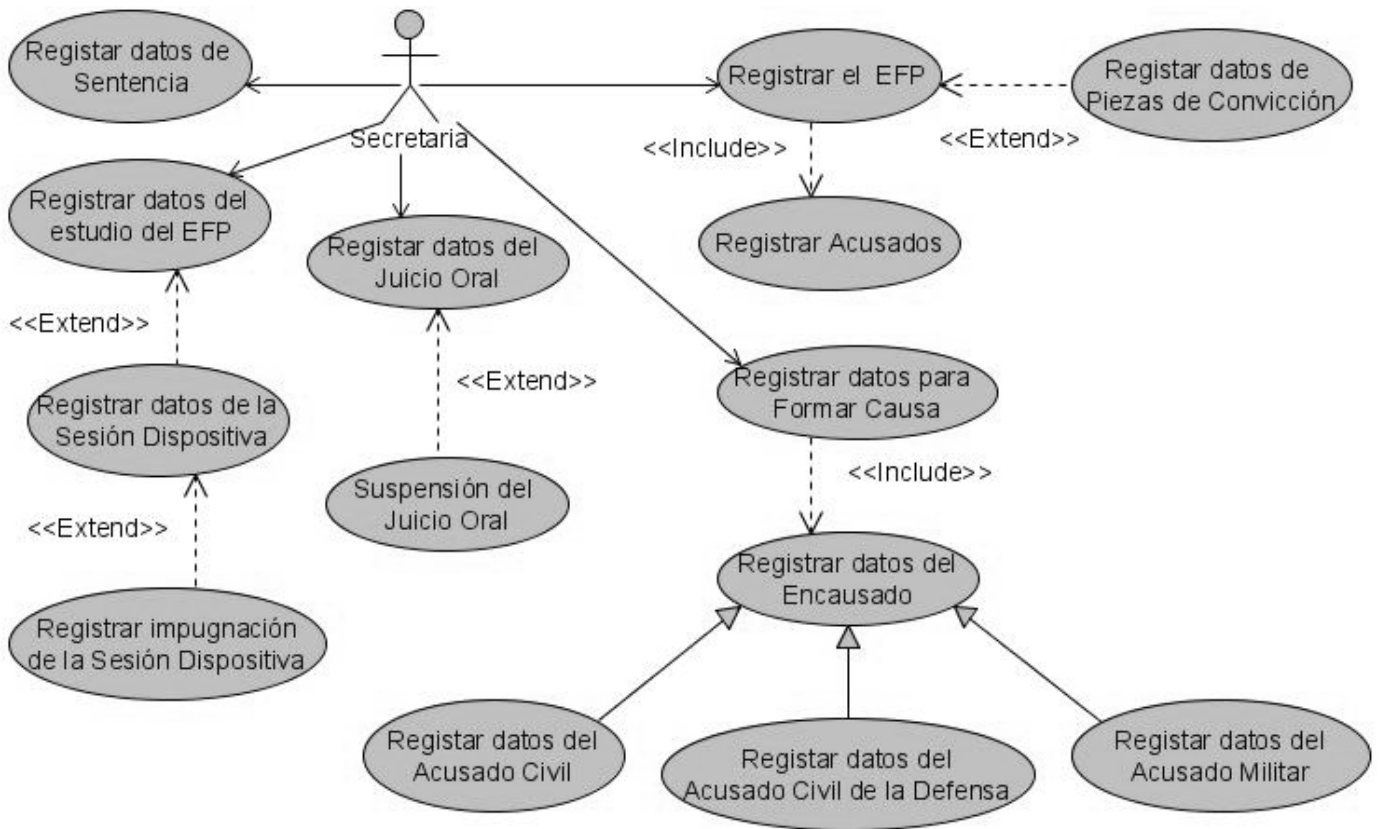 Registar datos de
Sentencia
Secretaria
Registrar el EFP
Registar datos de
Piezas de Convicción
<<Include>>
<<Extend>>
Registrar datos del
estudio del EFP
Registar datos del
Juicio Oral
Registrar Acusados
<<Extend>>
<<Extend>>
Registrar datos de la
Sesión Dispositiva
Registrar datos para
Formar Causa
<<Include>>
Suspensión del
Juicio Oral
<<Extend>>
Registrar datos del
Encausado
Registrar impugnación
de la Sesión Dispositiva
Registar datos del
Acusado Civil
Registar datos del
Acusado Civil de la Defensa
Registar datos del
Acusado Militar